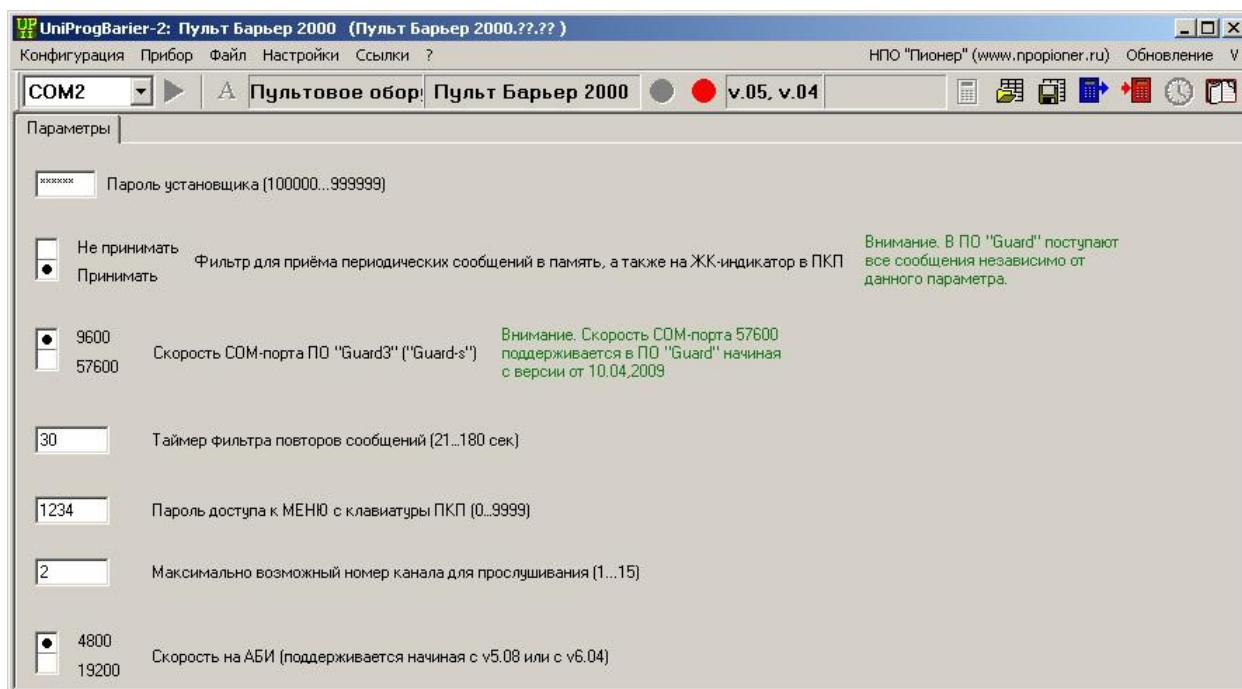 UniProgBarier-2: Пульт Барьер 2000 (Пульт Барьер 2000.??.?? )
Конфигурация Прибор Файл Настройки Ссылки ? НПО "Пионер" (www.npopioner.ru) Обновление V
COM2 A Пультовое обор Пульт Барьер 2000 v.05, v.04
Параметры
****** Пароль установщика (100000...999999)
Не принимать
Принимать
Фильтр для приёма периодических сообщений в память, а также на ЖК-индикатор в ПКП
Внимание. В ПО "Guard" поступают
все сообщения независимо от
данного параметра.
9600
57600
Скорость COM-порта ПО "Guard3" ("Guard-s")
Внимание. Скорость COM-порта 57600
поддерживается в ПО "Guard" начиная
с версии от 10.04,2009
30 Таймер фильтра повторов сообщений (21...180 сек)
1234 Пароль доступа к МЕНЮ с клавиатуры ПКП (0..9999)
2 Максимально возможный номер канала для прослушивания (1...15)
4800
19200
Скорость на АБИ (поддерживается начиная с v5.08 или с v6.04)